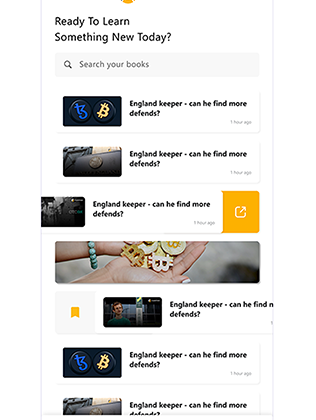 Ready To Learn
Something New Today?
Search your books
England keeper - can he find more
defends?
1 hour ago
England keeper - can he find more
defends?
1 hour ago
England keeper - can he find more
defends?
1 hour ago
England keeper - can he find n
defends?
England keeper - can he find more
defends?
1 hour ago
England keeper - can he find more
defends?